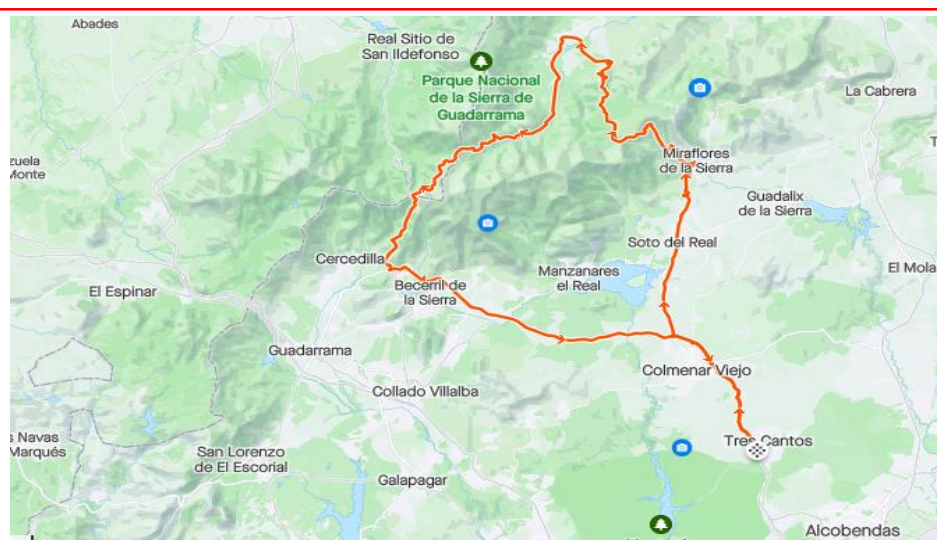 Abades
Real Sitio de
San Ildefonso
Parque Nacional
de la Sierra de
Guadarrama
La Cabrera
zuela
Monte
Miraflores
de la Sierra
Guadalix
de la Sierra
Soto del Real
Cercedilla
Manzanares
el Real
El Mola
Becerril de
la Sierra
El Espinar
Guadarrama
Colmenar Viejo
Collado Villalba
Tres Cantos
s Navas
Marqués
San Lorenzo
de El Escorial
Galapagar
Alcobendas